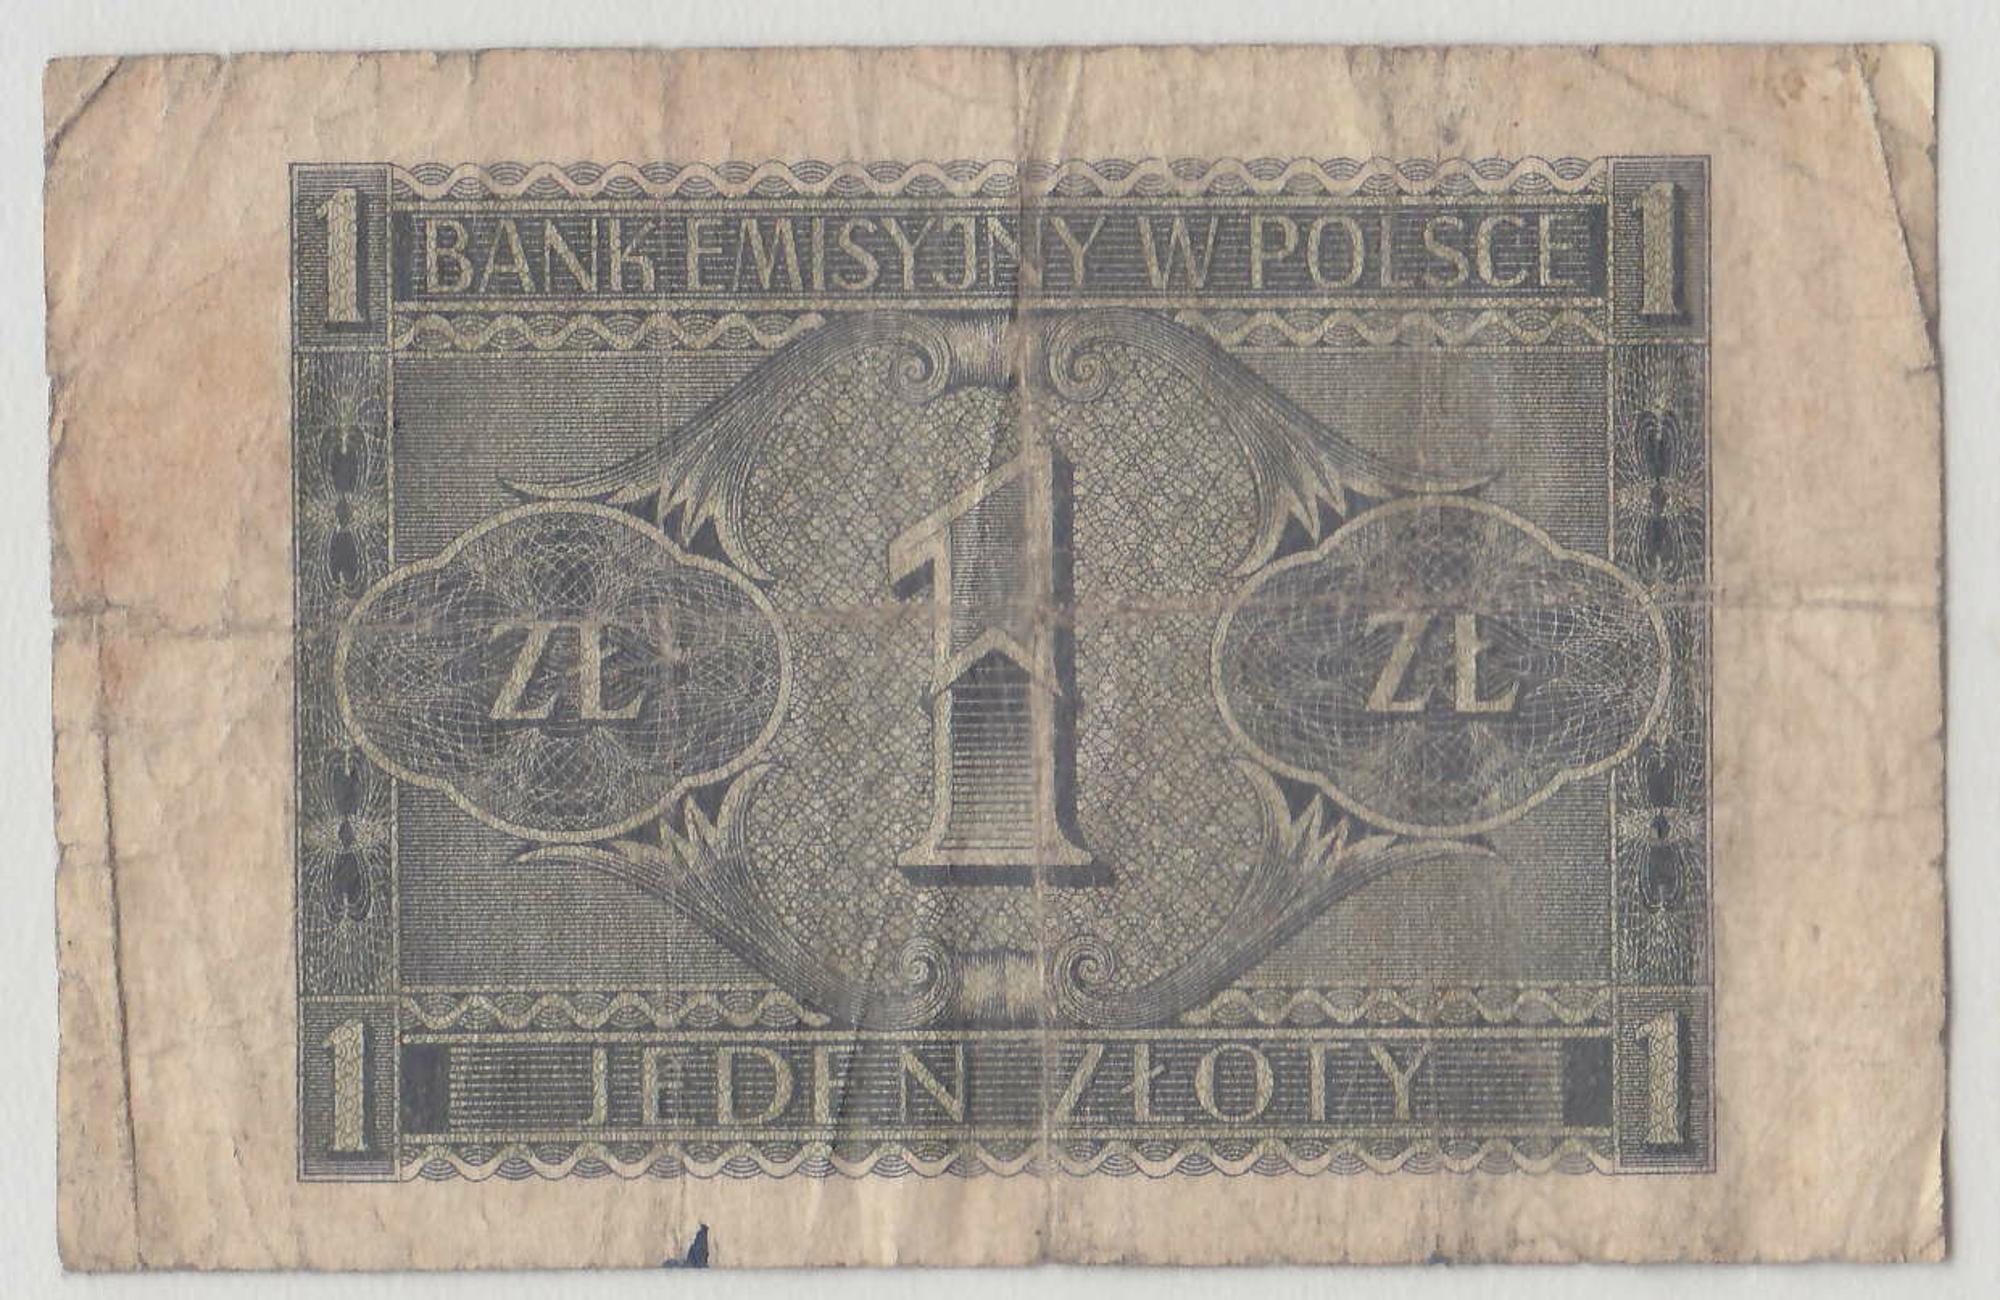 1 BANK EMISYJNY W POLSCE 1
ZŁ 1 ZŁ
1 JEDEN ZŁOTY 1